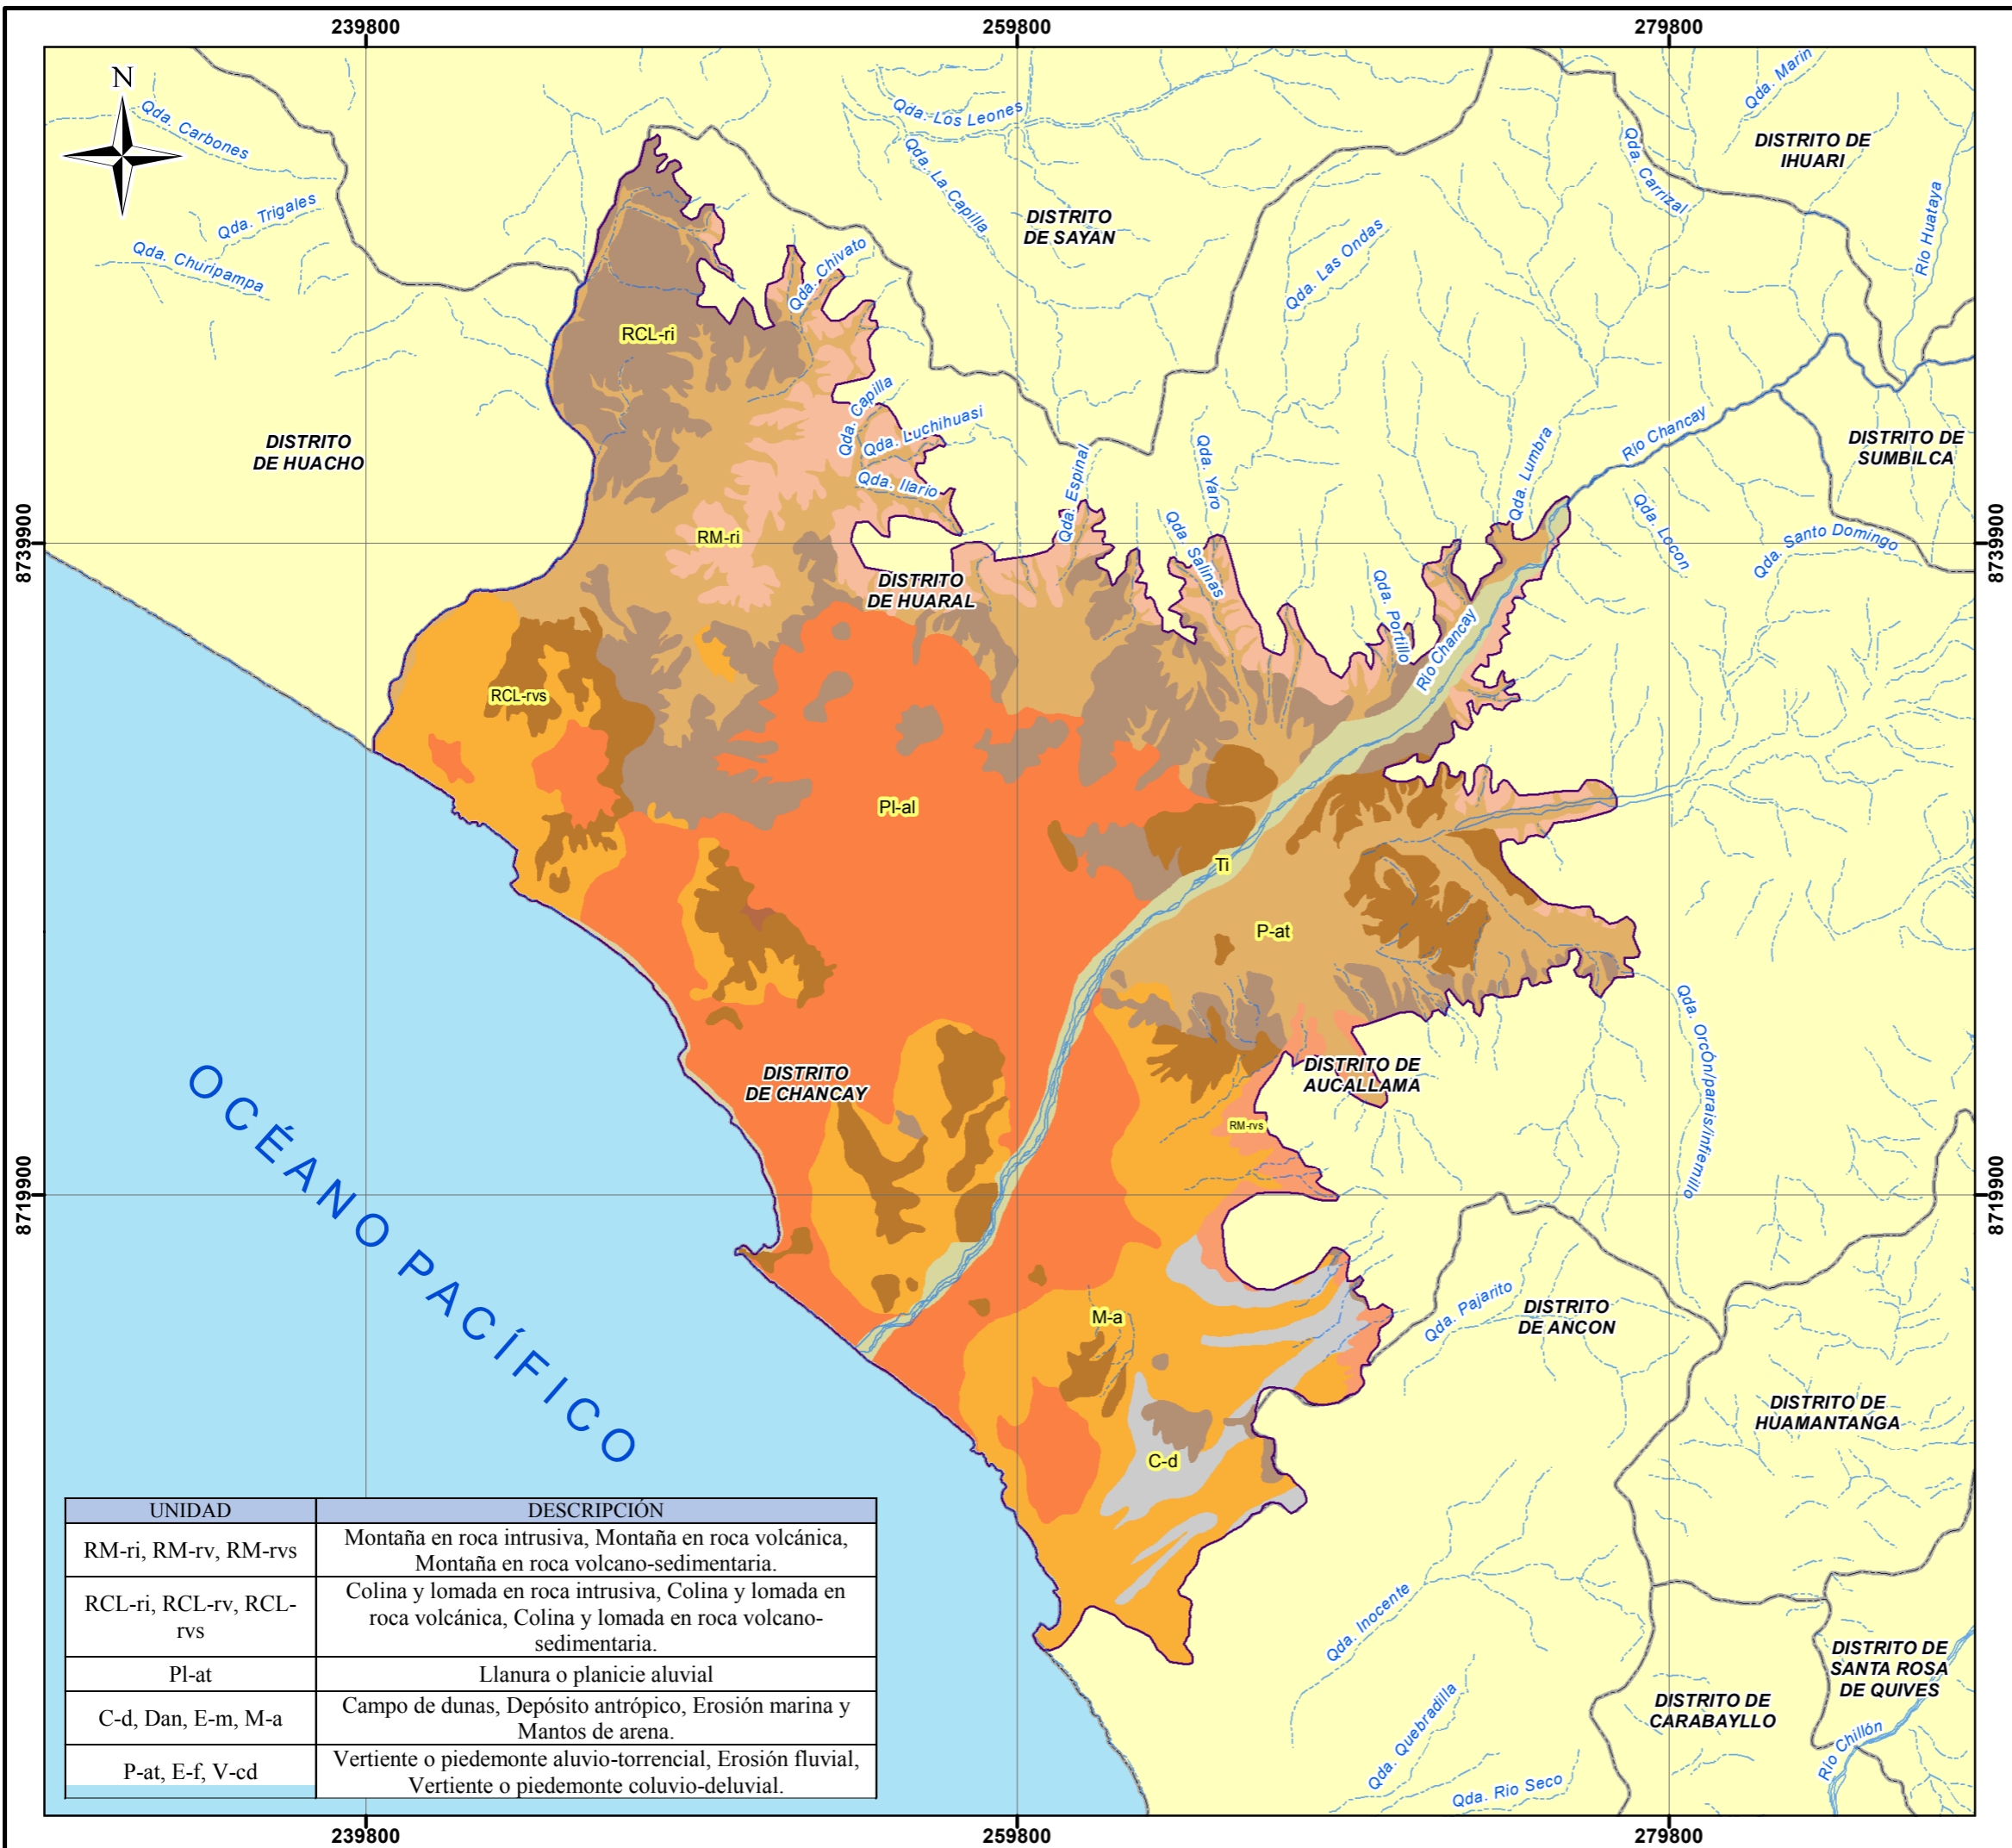 239800
259800
279800
N
Qda. Carbones
Qda. Trigales
Qda. Churipampa
Qda. Los Leones
Qda. La Capilla
Qda. Marin
DISTRITO DE
IHUARI
Qda. Carrizal
Rio Huataya
DISTRITO
DE SAYAN
Qda. Las Ondas
Qda. Chivato
RCL-ri
Qda. Capilla
Qda. Luchihuasi
Qda. Ilario
DISTRITO
DE HUACHO
Qda. Espinal
Qda. Yaro
Qda. Salinas
Qda. Lumbra
Rio Chancay
DISTRITO DE
SUMBILCA
Qda. Locon
Qda. Santo Domingo
8739900
8739900
RM-ri
DISTRITO
DE HUARAL
Qda. Portillo
Rio Chancay
RCL-rvs
Pl-al
Ti
P-at
Qda. OrcÓn/parais/infiernillo
DISTRITO
DE CHANCAY
DISTRITO DE
AUCALLAMA
RM-rvs
OCÉANO PACÍFICO
8719900
8719900
M-a
Qda. Pajarito
DISTRITO
DE ANCON
DISTRITO DE
HUAMANTANGA
C-d
Qda. Inocente
Qda. Quebradilla
Qda. Rio Seco
DISTRITO DE
SANTA ROSA
DE QUIVES
DISTRITO DE
CARABAYLLO
Rio Chillón
UNIDAD DESCRIPCIÓN
RM-ri, RM-rv, RM-rvs Montaña en roca intrusiva, Montaña en roca volcánica,
Montaña en roca volcano-sedimentaria.
RCL-ri, RCL-rv, RCL-
rvs Colina y lomada en roca intrusiva, Colina y lomada en
roca volcánica, Colina y lomada en roca volcano-
sedimentaria.
Pl-at Llanura o planicie aluvial
C-d, Dan, E-m, M-a Campo de dunas, Depósito antrópico, Erosión marina y
Mantos de arena.
P-at, E-f, V-cd Vertiente o piedemonte aluvio-torrencial, Erosión fluvial,
Vertiente o piedemonte coluvio-deluvial.
239800
259800
279800